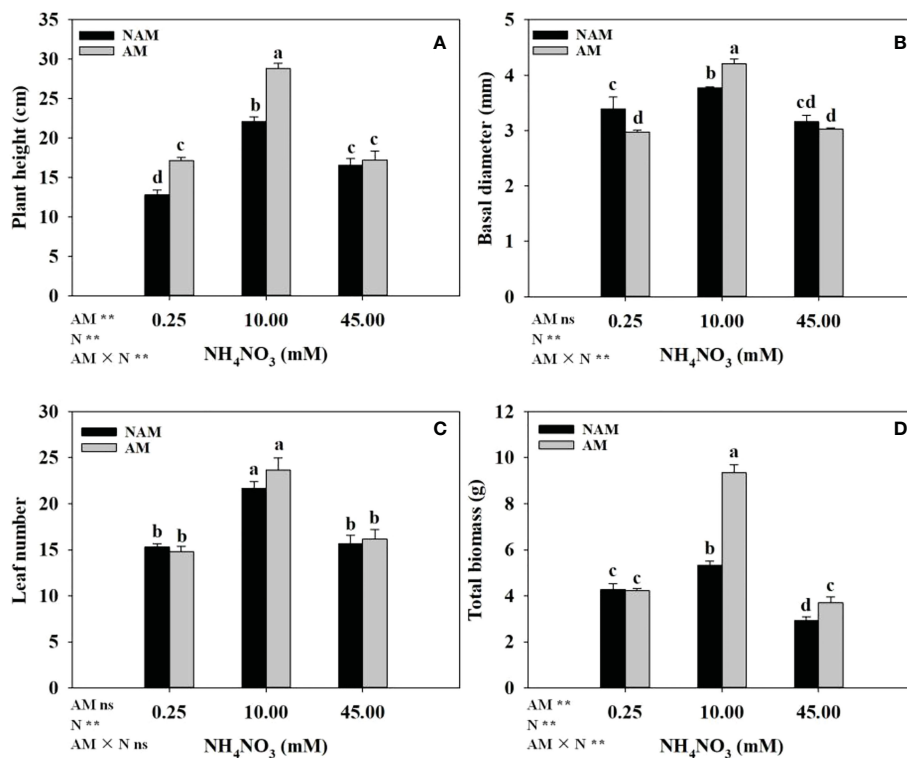 A
NAM
AM
Plant height (cm)
35
30
25
20
15
10
5
0
d
c
b
a
c
c
0.25
10.00
45.00
AM **
N **
AM × N **
NH₄NO₃ (mM)
B
NAM
AM
Basal diameter (mm)
5
4
3
2
1
0
c
d
b
a
cd
d
0.25
10.00
45.00
AM ns
N **
AM × N **
NH₄NO₃ (mM)
C
NAM
AM
Leaf number
30
25
20
15
10
5
0
b
b
a
a
b
b
0.25
10.00
45.00
AM ns
N **
AM × N ns
NH₄NO₃ (mM)
D
NAM
AM
Total biomass (g)
12
10
8
6
4
2
0
c
c
b
a
d
c
0.25
10.00
45.00
AM **
N **
AM × N **
NH₄NO₃ (mM)